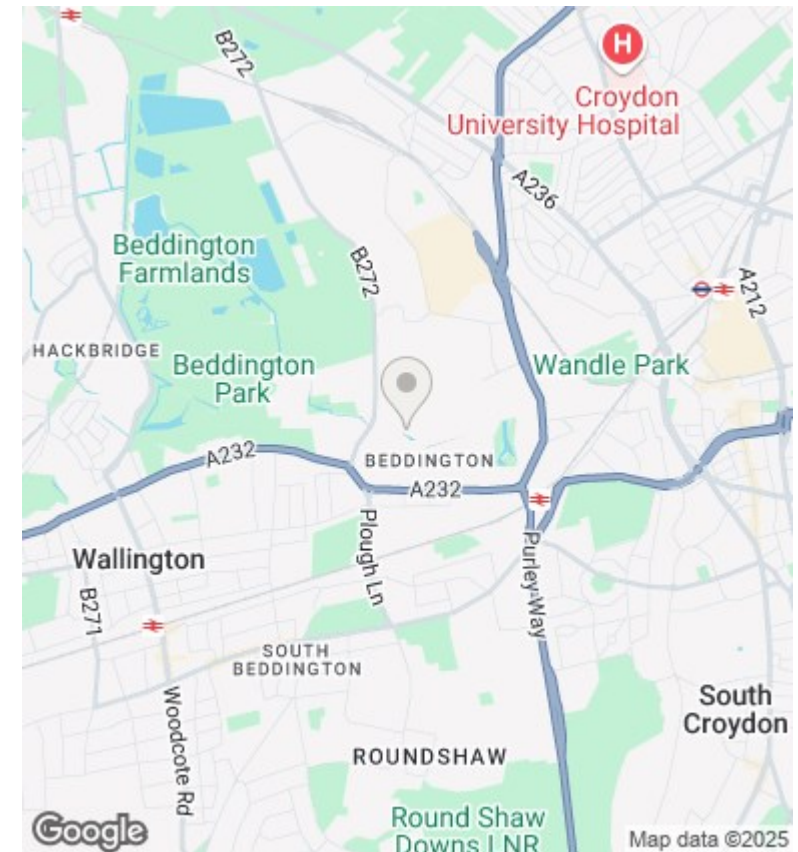 B272
H
Croydon
University Hospital
A236
Beddington
Farmlands
B272
A212
HACKBRIDGE
Beddington
Park
Wandle Park
A232
BEDDINGTON
A232
Plough Ln
Wallington
Purley Way
B271
SOUTH
BEDDINGTON
Woodcote Rd
South
Croydon
ROUNDSHAW
Round Shaw
Downs LNR
Google
Map data ©2025